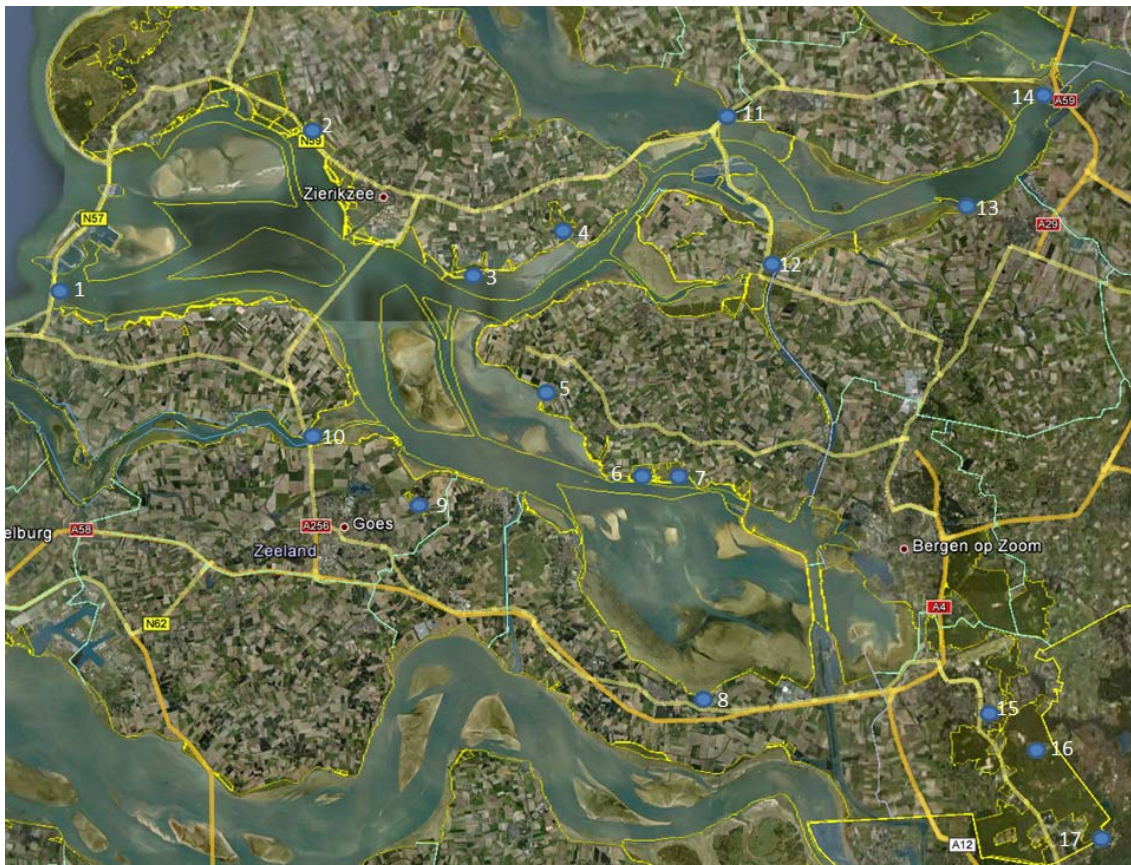 14
A59
11
2
N59
Zierikzee
13
N57
A29
4
12
3
1
5
6
7
10
9
elburg
A58
A256
Goes
Zeeland
Bergen op Zoom
A4
N62
8
15
16
17
A12